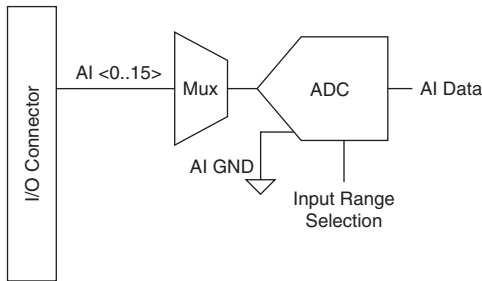 I/O Connector
AI <0..15>
Mux
ADC
AI Data
AI GND
Input Range
Selection